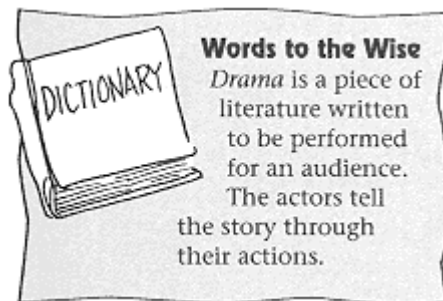 DICTIONARY
Words to the Wise
Drama is a piece of
literature written
to be performed
for an audience.
The actors tell
the story through
their actions.